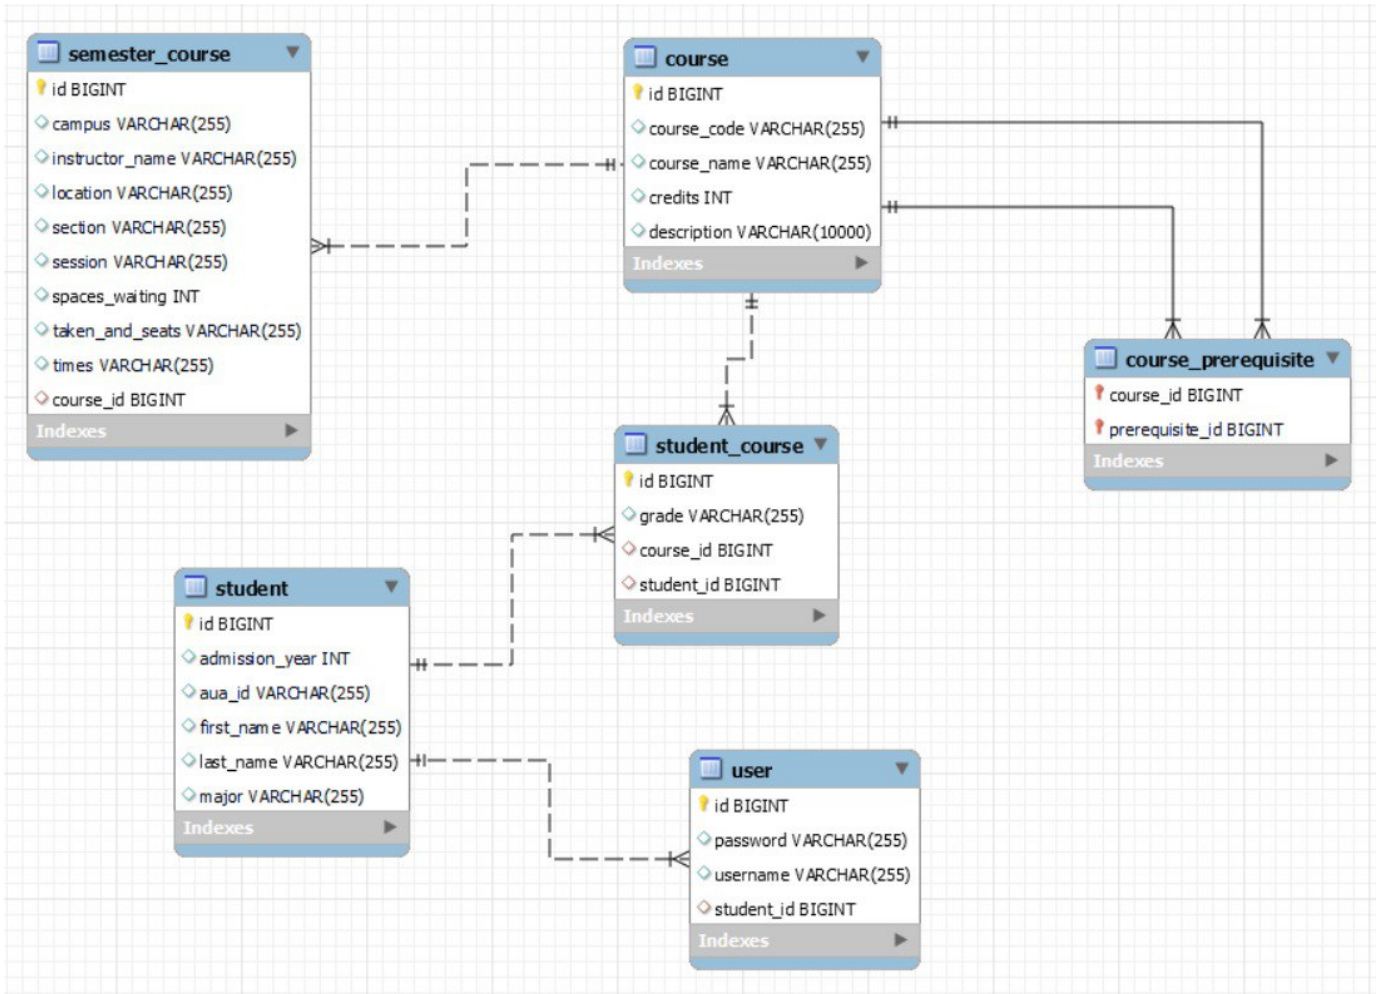 semester_course
id BIGINT
campus VARCHAR(255)
instructor_name VARCHAR(255)
location VARCHAR(255)
section VARCHAR(255)
session VARCHAR(255)
spaces_waiting INT
taken_and_seats VARCHAR(255)
times VARCHAR(255)
course_id BIGINT
Indexes
course
id BIGINT
course_code VARCHAR(255)
course_name VARCHAR(255)
credits INT
description VARCHAR(10000)
Indexes
course_prerequisite
course_id BIGINT
prerequisite_id BIGINT
Indexes
student_course
id BIGINT
grade VARCHAR(255)
course_id BIGINT
student_id BIGINT
Indexes
student
id BIGINT
admission_year INT
aua_id VARCHAR(255)
first_name VARCHAR(255)
last_name VARCHAR(255)
major VARCHAR(255)
Indexes
user
id BIGINT
password VARCHAR(255)
username VARCHAR(255)
student_id BIGINT
Indexes